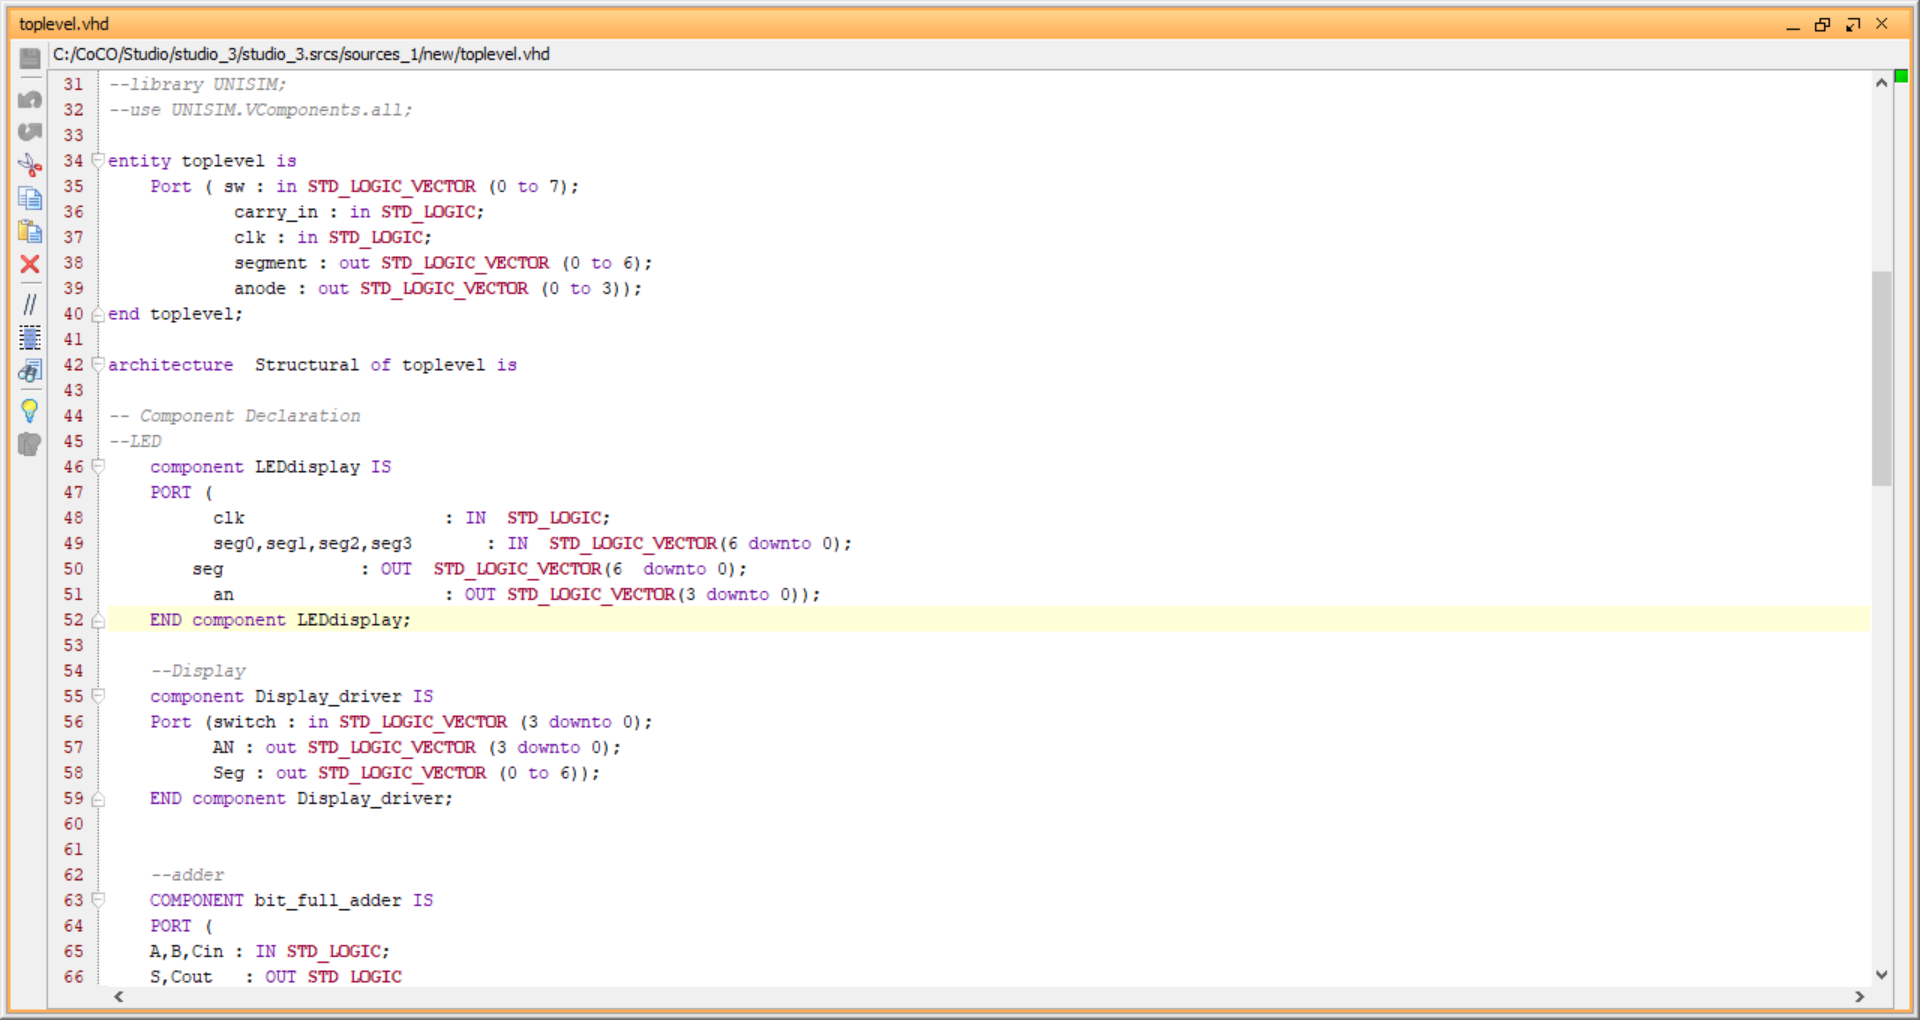 toplevel.vhd
C:/CoCO/Studio/studio_3/studio_3.srcs/sources_1/new/toplevel.vhd
31 --library UNISIM;
32 --use UNISIM.VComponents.all;
33
34 entity toplevel is
35     Port ( sw : in STD_LOGIC_VECTOR (0 to 7);
36             carry_in : in STD_LOGIC;
37             clk : in STD_LOGIC;
38             segment : out STD_LOGIC_VECTOR (0 to 6);
39             anode : out STD_LOGIC_VECTOR (0 to 3));
40 end toplevel;
41
42 architecture  Structural of toplevel is
43
44 -- Component Declaration
45 --LED
46     component LEDdisplay IS
47     PORT (
48           clk                   : IN  STD_LOGIC;
49           seg0,seg1,seg2,seg3       : IN  STD_LOGIC_VECTOR(6 downto 0);
50         seg             : OUT  STD_LOGIC_VECTOR(6  downto 0);
51           an                    : OUT STD_LOGIC_VECTOR(3 downto 0));
52     END component LEDdisplay;
53
54     --Display
55     component Display_driver IS
56     Port (switch : in STD_LOGIC_VECTOR (3 downto 0);
57           AN : out STD_LOGIC_VECTOR (3 downto 0);
58           Seg : out STD_LOGIC_VECTOR (0 to 6));
59     END component Display_driver;
60
61
62     --adder
63     COMPONENT bit_full_adder IS
64     PORT (
65     A,B,Cin : IN STD_LOGIC;
66     S,Cout   : OUT STD_LOGIC